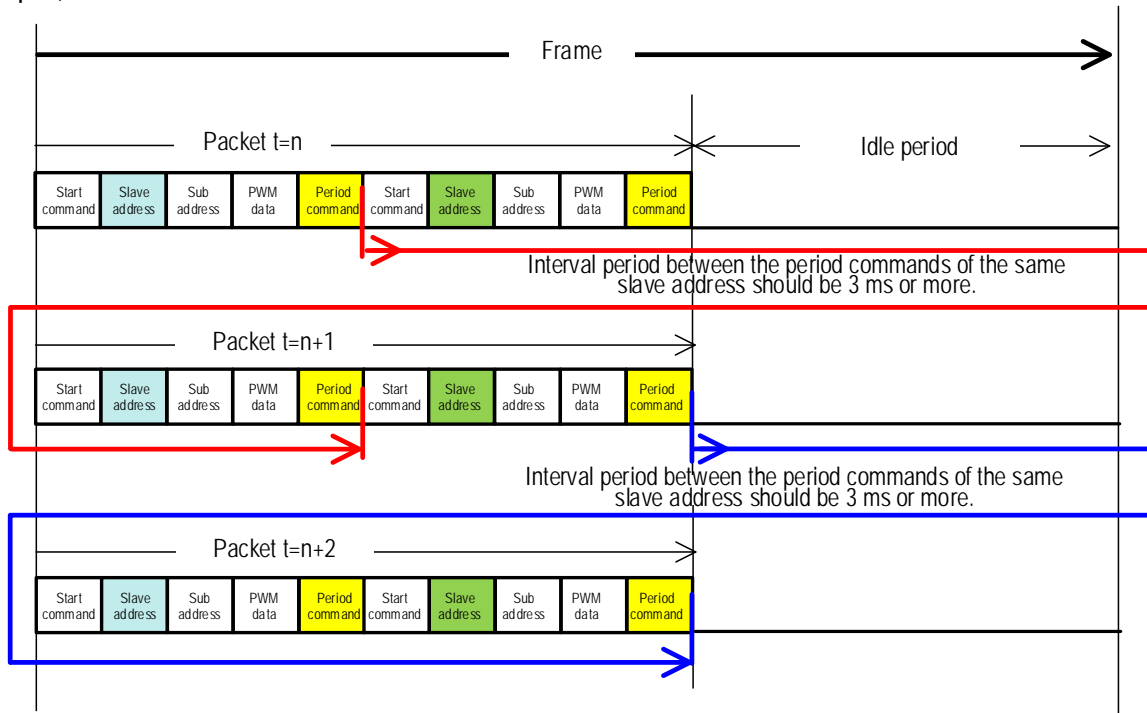 Frame
Packet t=n
Idle period
Start command Slave address Sub address PWM data Period command Start command Slave address Sub address PWM data Period command
Interval period between the period commands of the same
slave address should be 3 ms or more.
Packet t=n+1
Start command Slave address Sub address PWM data Period command Start command Slave address Sub address PWM data Period command
Interval period between the period commands of the same
slave address should be 3 ms or more.
Packet t=n+2
Start command Slave address Sub address PWM data Period command Start command Slave address Sub address PWM data Period command